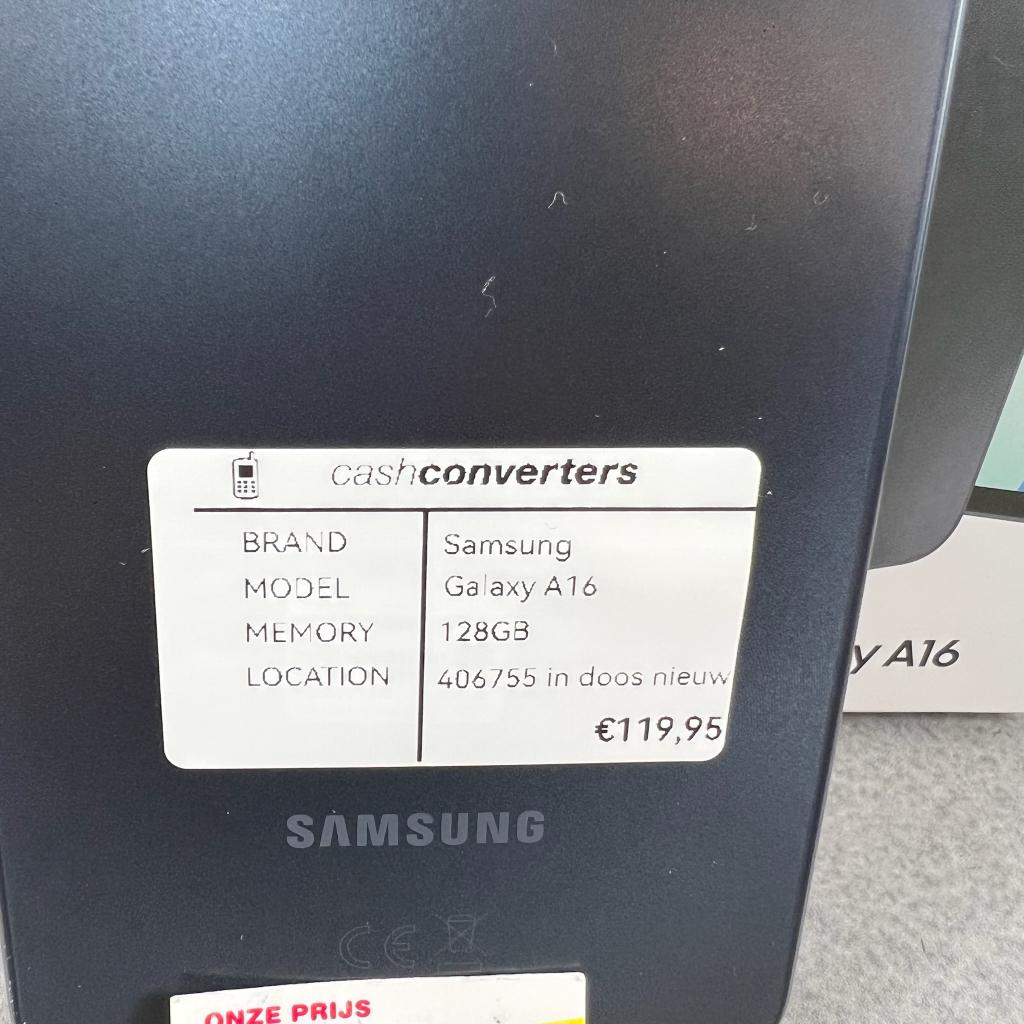 cashconverters
BRAND Samsung
MODEL Galaxy A16
MEMORY 128GB
LOCATION 406755 in doos nieuw
€119,95
y A16
SAMSUNG
CE
ONZE PRIJS